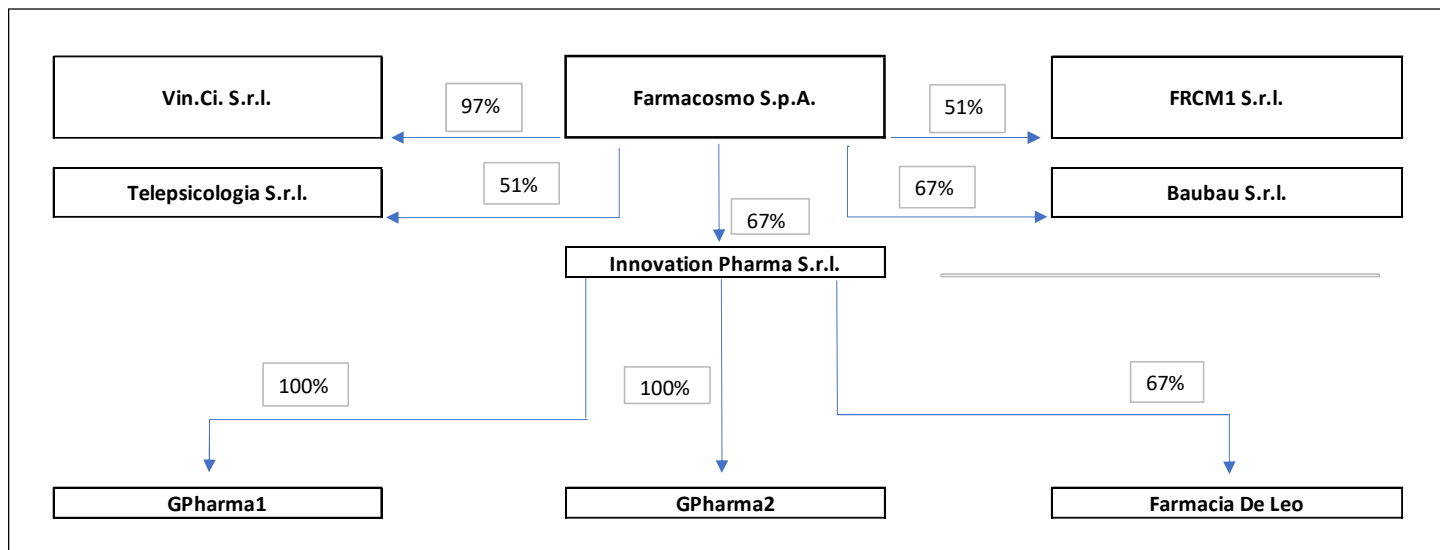 Vin.Ci. S.r.l.
97%
Farmacosmo S.p.A.
51%
FRCM1 S.r.l.
Telepsicologia S.r.l.
51%
67%
Baubau S.r.l.
67%
Innovation Pharma S.r.l.
100%
100%
67%
GPharma1
GPharma2
Farmacia De Leo